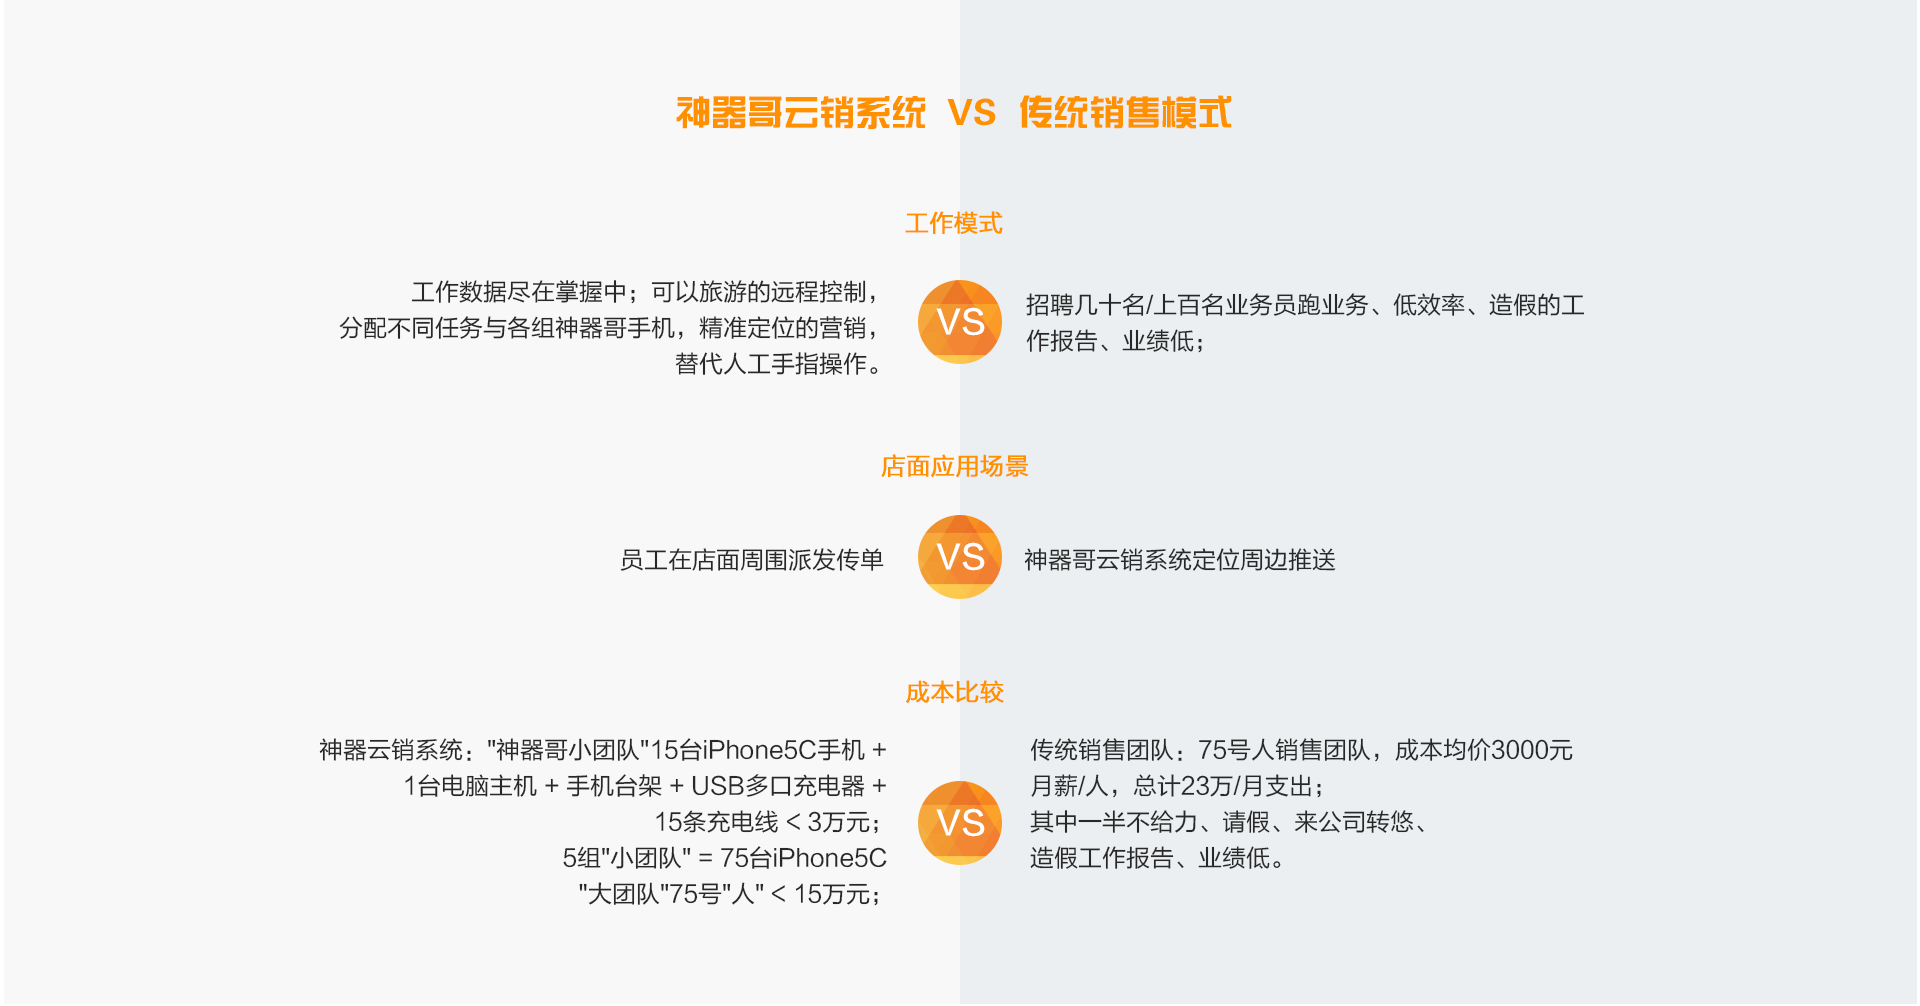 神器哥云销系统 VS 传统销售模式
工作模式
工作数据尽在掌握中；可以旅游的远程控制，
分配不同任务与各组神器哥手机，精准定位的营销，
替代人工手指操作。
VS
招聘几十名/上百名业务员跑业务、低效率、造假的工
作报告、业绩低；
店面应用场景
员工在店面周围派发传单
VS
神器哥云销系统定位周边推送
成本比较
神器云销系统："神器哥小团队"15台iPhone5C手机 +
1台电脑主机 + 手机台架 + USB多口充电器 +
15条充电线 < 3万元；
5组"小团队" = 75台iPhone5C
"大团队"75号"人" < 15万元；
VS
传统销售团队：75号人销售团队，成本均价3000元
月薪/人，总计23万/月支出；
其中一半不给力、请假、来公司转悠、
造假工作报告、业绩低。